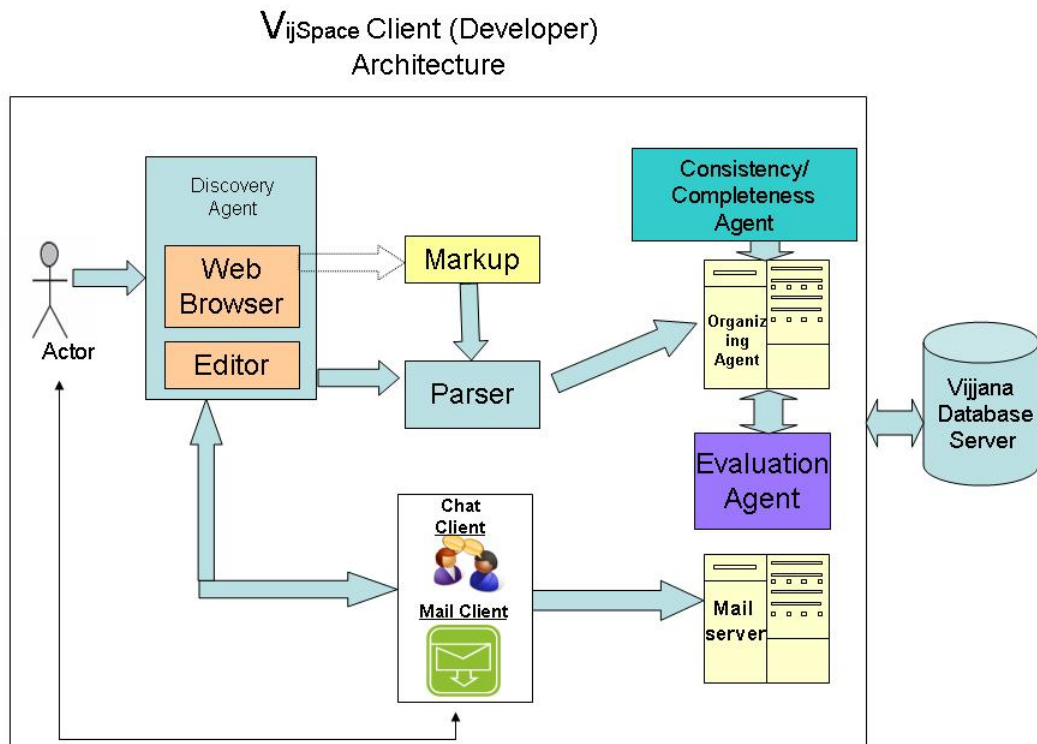 VijSpace Client (Developer)
Architecture
Discovery
Agent
Web
Browser
Editor
Actor
Markup
Parser
Consistency/
Completeness
Agent
Organiz
ing
Agent
Evaluation
Agent
Vijjana
Database
Server
Chat
Client
Mail Client
Mail
server